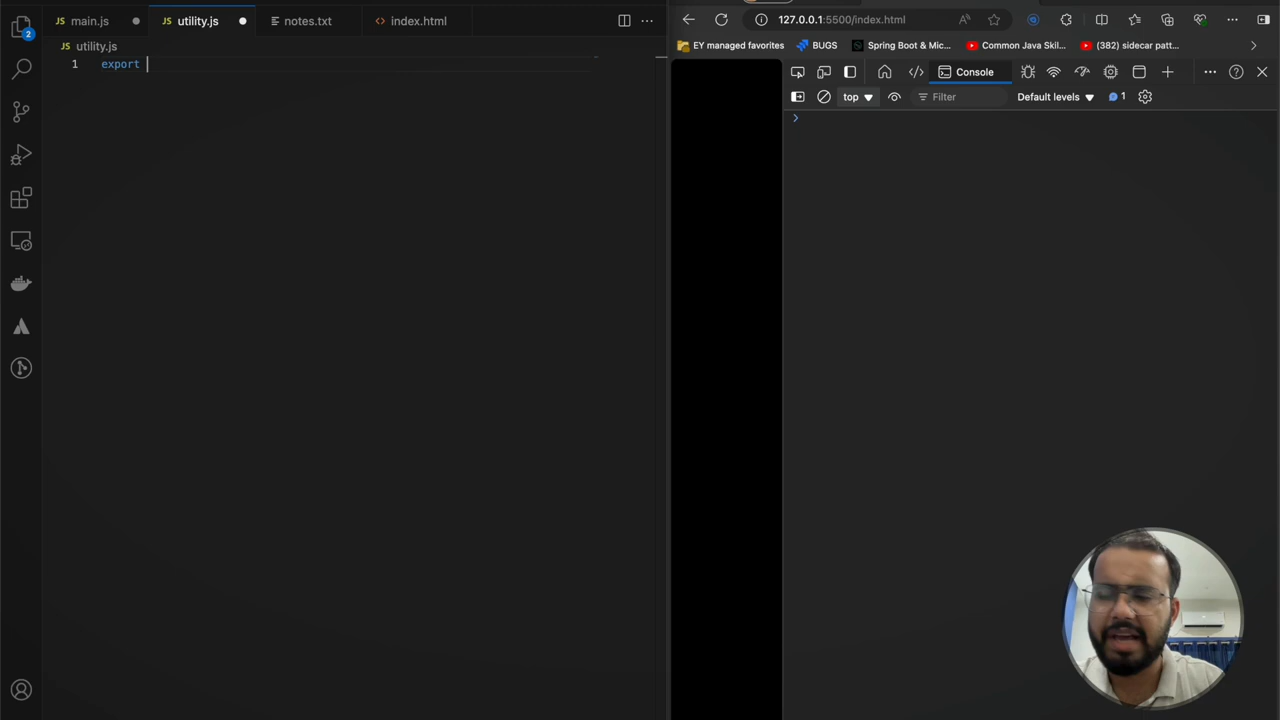 main.js
utility.js
notes.txt
index.html
JS utility.js
1 export
2
127.0.0.1:5500/index.html
EY managed favorites
BUGS
Spring Boot & Mic...
Common Java Skil...
(382) sidecar patt...
Console
top
Filter
Default levels
1